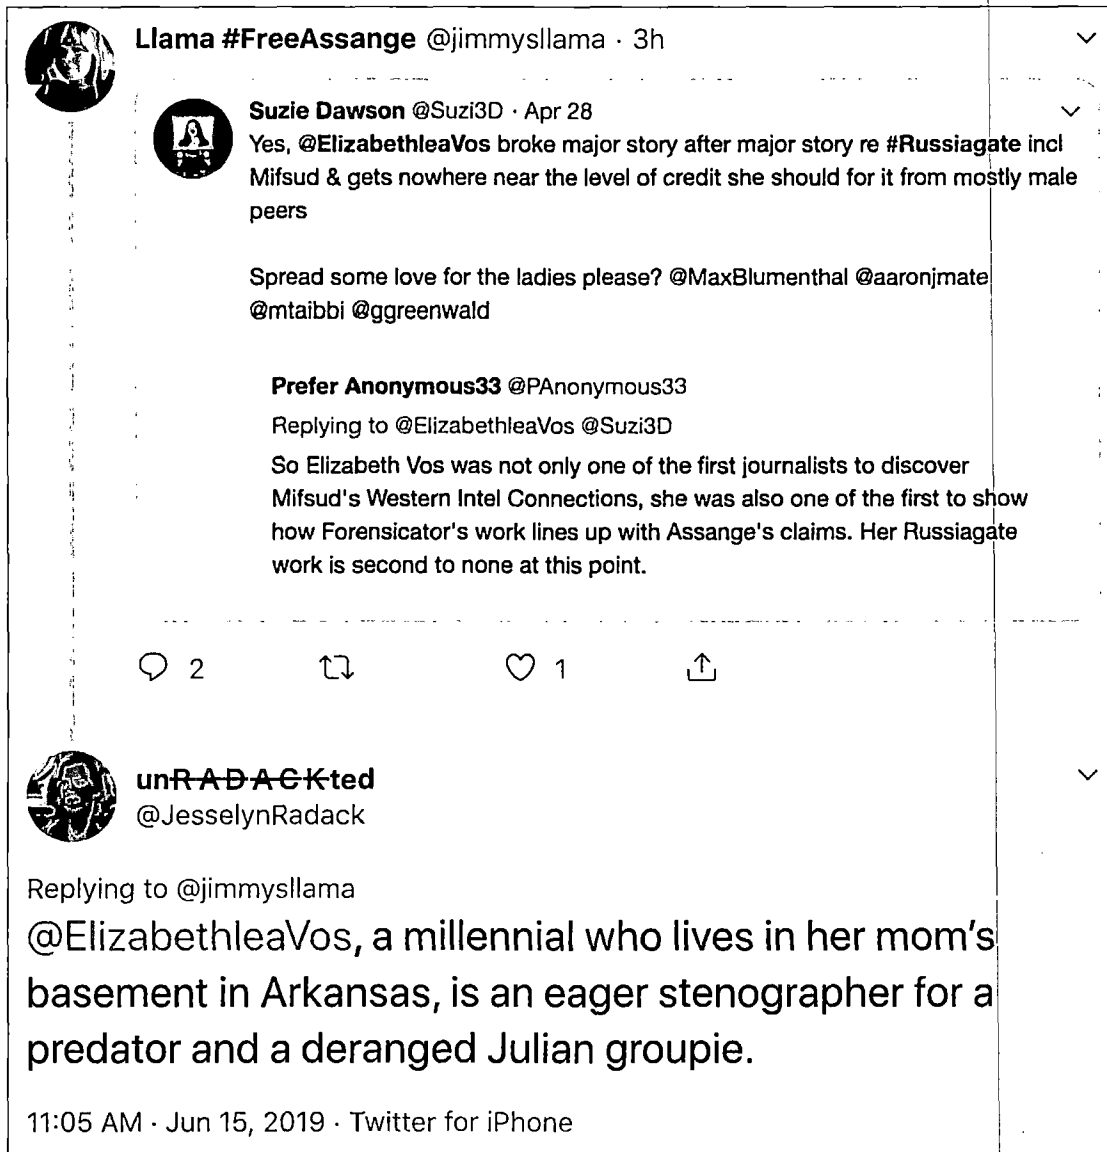 Llama #FreeAssange @jimmysllama · 3h
Suzie Dawson @Suzi3D · Apr 28
Yes, @ElizabethleaVos broke major story after major story re #Russiagate incl
Mifsud & gets nowhere near the level of credit she should for it from mostly male
peers
Spread some love for the ladies please? @MaxBlumenthal @aaronjmate
@mtaibbi @ggreenwald
Prefer Anonymous33 @PAnonymous33
Replying to @ElizabethleaVos @Suzi3D
So Elizabeth Vos was not only one of the first journalists to discover
Mifsud's Western Intel Connections, she was also one of the first to show
how Forensicator's work lines up with Assange's claims. Her Russiagate
work is second to none at this point.
2 1
unRADACKted
@JesselynRadack
Replying to @jimmysllama
@ElizabethleaVos, a millennial who lives in her mom's
basement in Arkansas, is an eager stenographer for a
predator and a deranged Julian groupie.
11:05 AM · Jun 15, 2019 · Twitter for iPhone